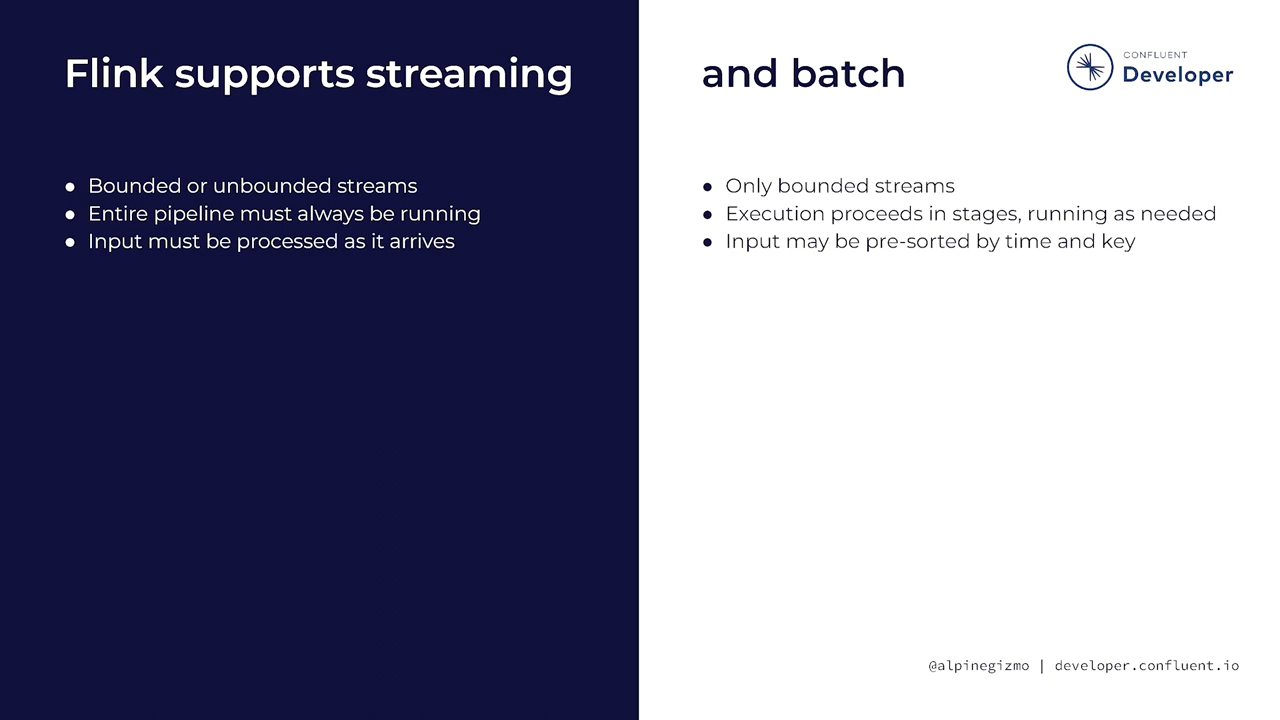 Flink supports streaming
● Bounded or unbounded streams
● Entire pipeline must always be running
● Input must be processed as it arrives
and batch
CONFLUENT
Developer
● Only bounded streams
● Execution proceeds in stages, running as needed
● Input may be pre-sorted by time and key
@alpinegizmo | developer.confluent.io